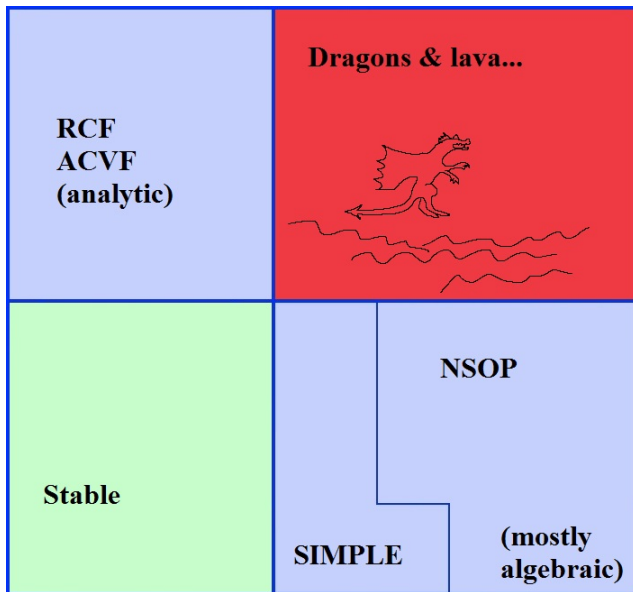 Dragons & lava...
RCF
ACVF
(analytic)
NSOP
Stable
SIMPLE
(mostly
algebraic)